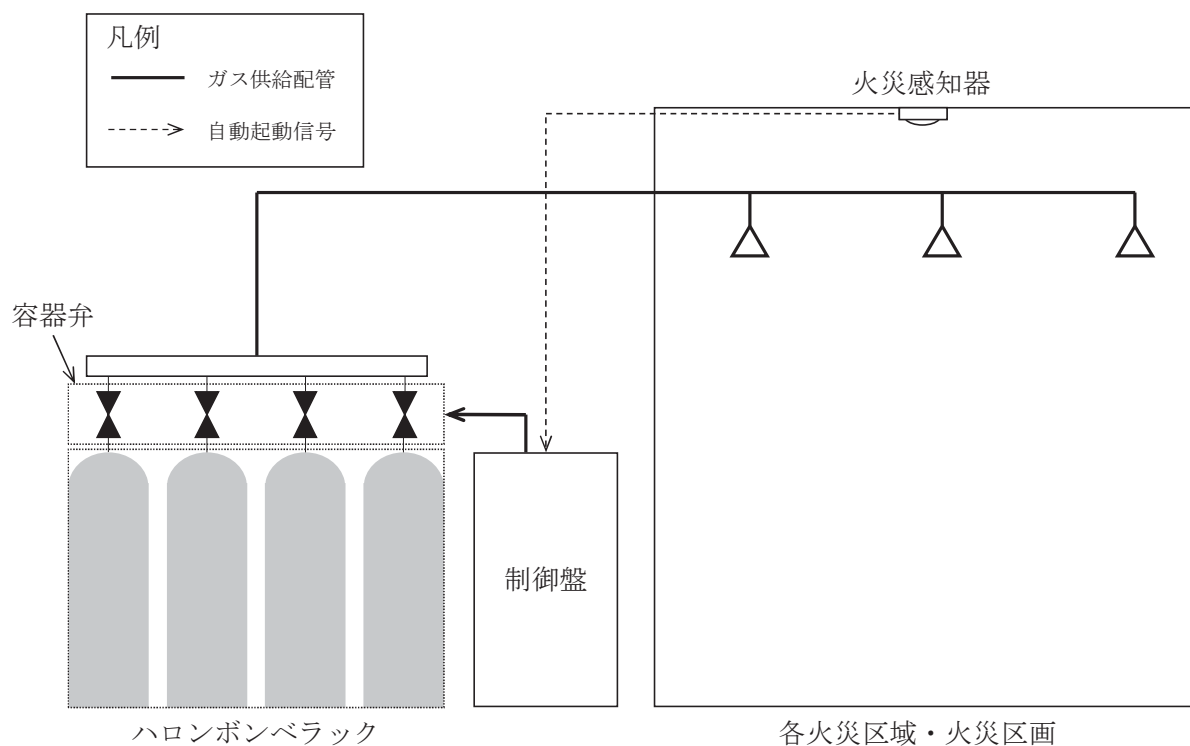 凡例
ガス供給配管
自動起動信号
火災感知器
容器弁
制御盤
ハロンボンベラック
各火災区域・火災区画